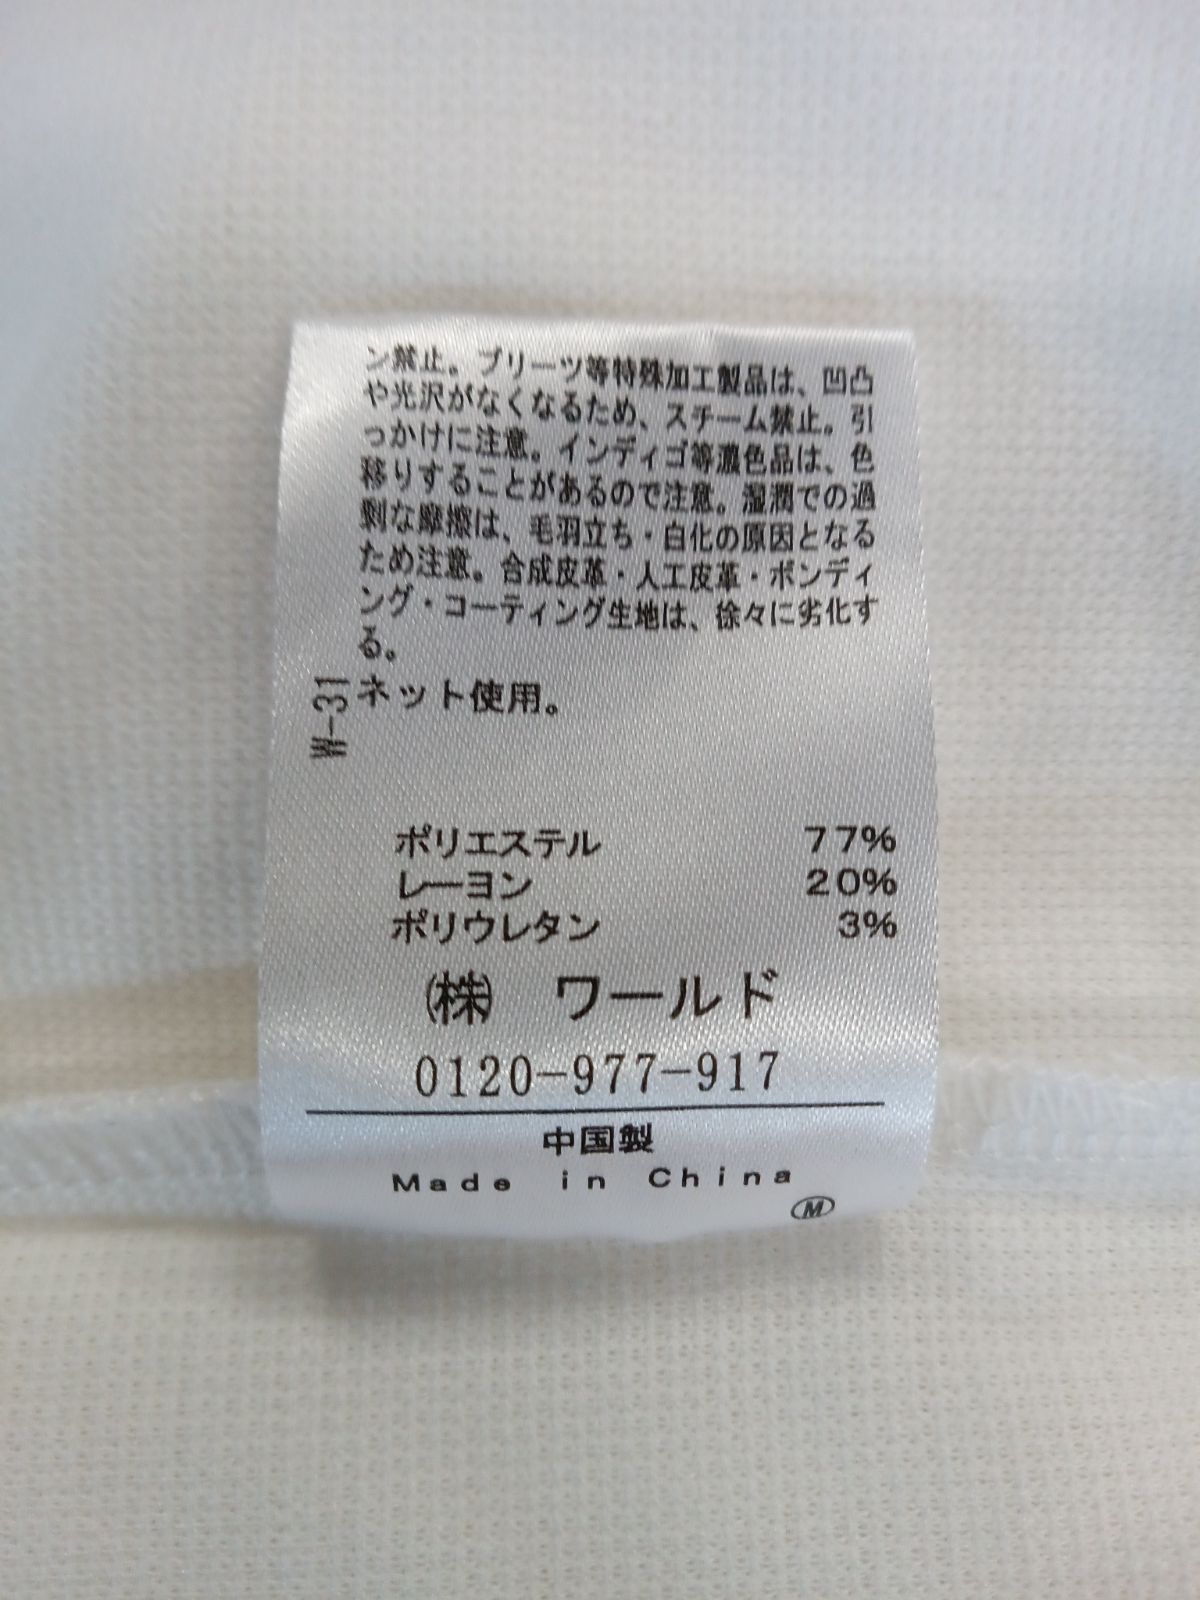 ン禁止。プリーツ等特殊加工製品は、凹凸
や光沢がなくなるため、スチーム禁止。引
っかけに注意。インディゴ等濃色品は、色
移りすることがあるので注意。湿潤での過
剰な摩擦は、毛羽立ち・白化の原因となる
ため注意。合成皮革・人工皮革・ボンディ
ング・コーティング生地は、徐々に劣化す
る。
W-31
ネット使用。
ポリエステル 77%
レーヨン 20%
ポリウレタン 3%
㈱ ワールド
0120-977-917
中国製
Made in China
Ⓜ